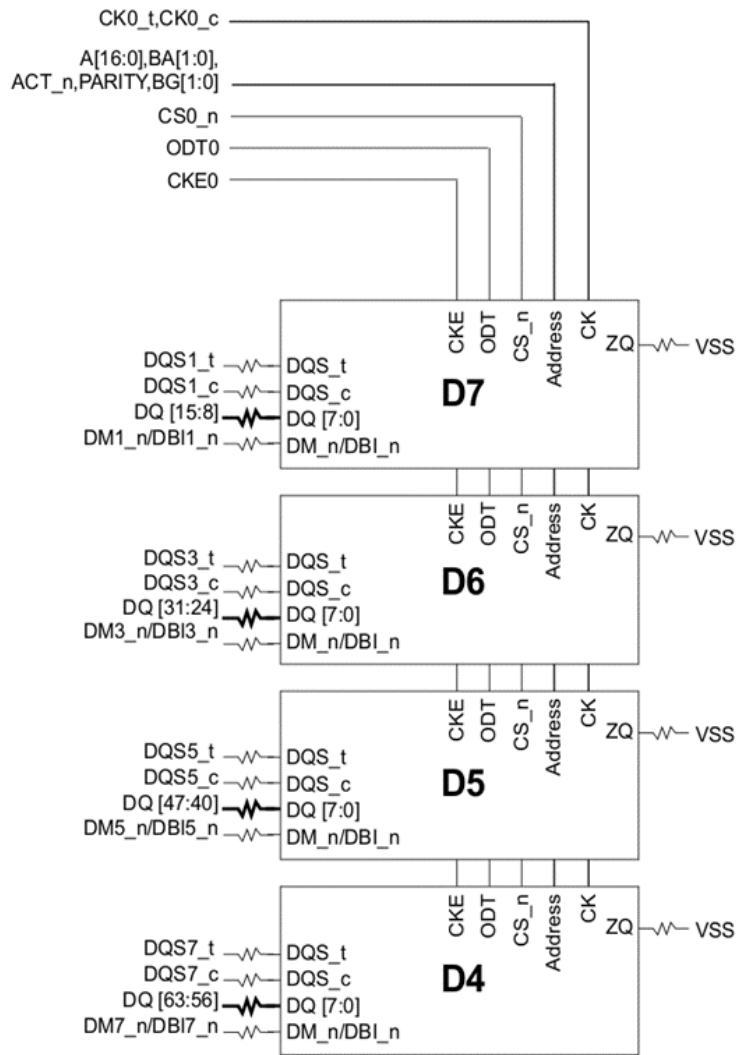 CK0_t,CK0_c
A[16:0],BA[1:0],
ACT_n,PARITY,BG[1:0]
CS0_n
ODT0
CKE0
CKE ODT CS_n Address CK
ZQ VSS
D7
DQS1_t DQS_t
DQS1_c DQS_c
DQ [15:8] DQ [7:0]
DM1_n/DBI1_n DM_n/DBI_n
CKE ODT CS_n Address CK
ZQ VSS
D6
DQS3_t DQS_t
DQS3_c DQS_c
DQ [31:24] DQ [7:0]
DM3_n/DBI3_n DM_n/DBI_n
CKE ODT CS_n Address CK
ZQ VSS
D5
DQS5_t DQS_t
DQS5_c DQS_c
DQ [47:40] DQ [7:0]
DM5_n/DBI5_n DM_n/DBI_n
CKE ODT CS_n Address CK
ZQ VSS
D4
DQS7_t DQS_t
DQS7_c DQS_c
DQ [63:56] DQ [7:0]
DM7_n/DBI7_n DM_n/DBI_n